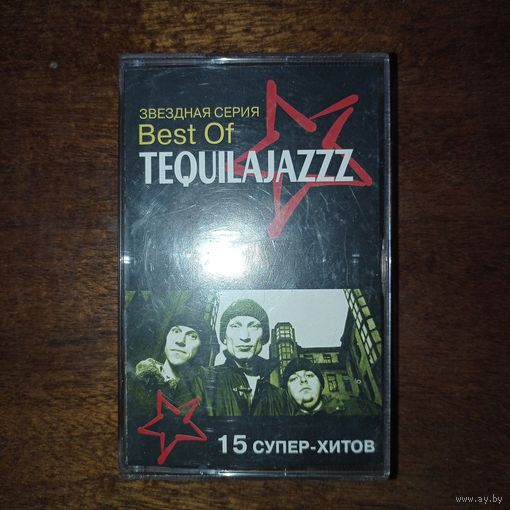 ЗВЕЗДНАЯ СЕРИЯ
Best Of
TEQUILAJAZZZ
15 СУПЕР-ХИТОВ
www.ay.by